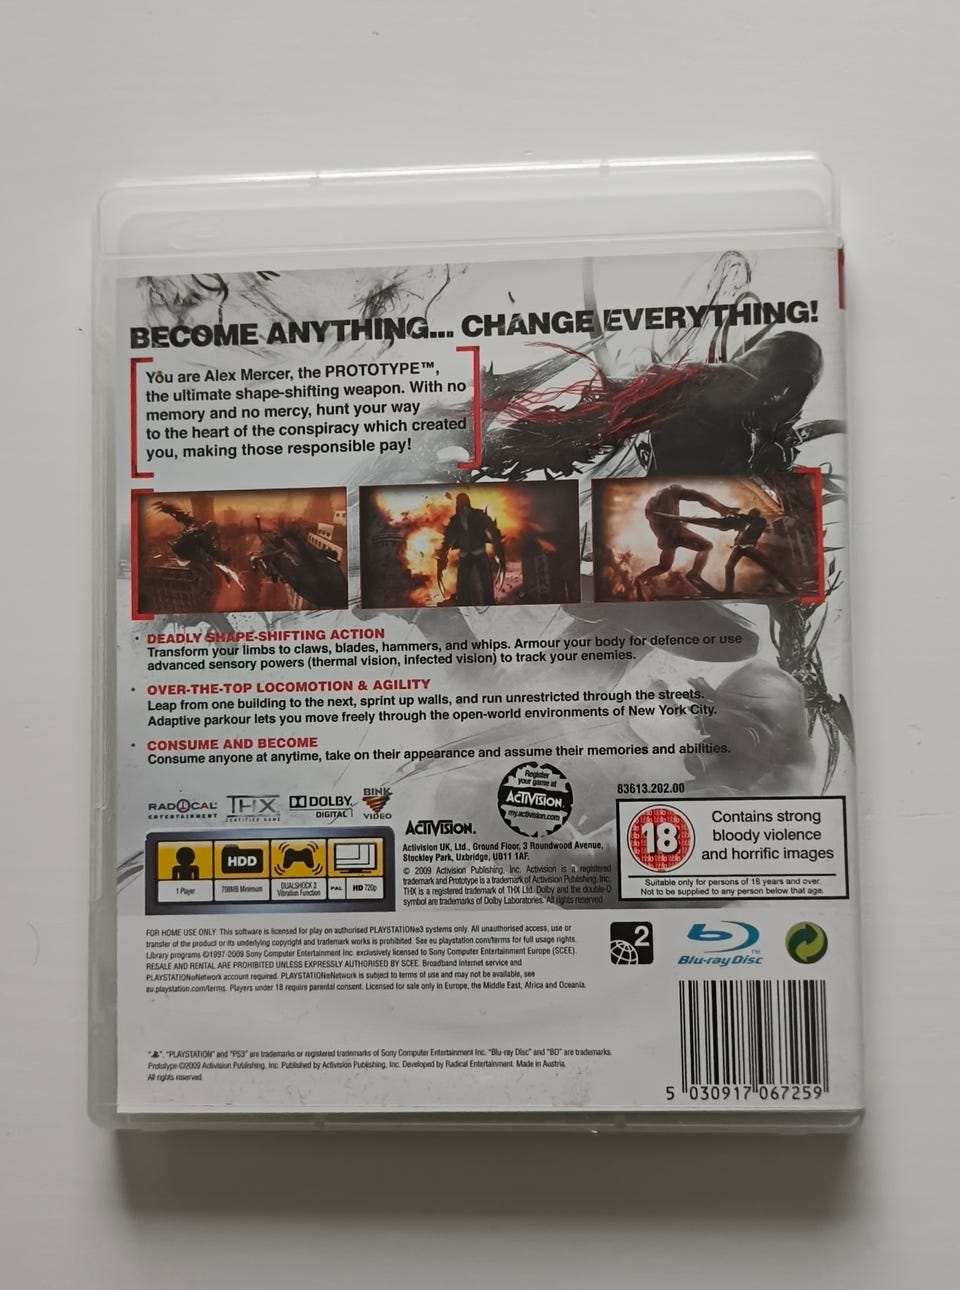 BECOME ANYTHING... CHANGE EVERYTHING!
You are Alex Mercer, the PROTOTYPE™,
the ultimate shape-shifting weapon. With no
memory and no mercy, hunt your way
to the heart of the conspiracy which created
you, making those responsible pay!
• DEADLY SHAPE-SHIFTING ACTION
Transform your limbs to claws, blades, hammers, and whips. Armour your body for defence or use
advanced sensory powers (thermal vision, infected vision) to track your enemies.
• OVER-THE-TOP LOCOMOTION & AGILITY
Leap from one building to the next, sprint up walls, and run unrestricted through the streets.
Adaptive parkour lets you move freely through the open-world environments of New York City.
• CONSUME AND BECOME
Consume anyone at anytime, take on their appearance and assume their memories and abilities.
RADICAL
ENTERTAINMENT
THX
CERTIFIED GAME
DOLBY
DIGITAL
BINK
VIDEO
Register
your game at
ACTIVISION.
my.activision.com
ACTIVISION.
Activision UK, Ltd., Ground Floor, 3 Roundwood Avenue,
Stockley Park, Uxbridge, UB11 1AF.
© 2009 Activision Publishing, Inc. Activision is a registered
trademark and Prototype is a trademark of Activision Publishing, Inc.
THX is a registered trademark of THX Ltd. Dolby and the double-D
symbol are trademarks of Dolby Laboratories. All rights reserved.
83613.202.00
18
Contains strong
bloody violence
and horrific images
Suitable only for persons of 18 years and over.
Not to be supplied to any person below that age.
HDD
1 Player
796MB Minimum
DUALSHOCK 3
Vibration Function
PAL
HD 720p
FOR HOME USE ONLY: This software is licensed for play on authorised PLAYSTATION®3 systems only. All unauthorised access, use or
transfer of the product or its underlying copyright and trademark works is prohibited. See eu.playstation.com/terms for full usage rights.
Library programs ©1997-2009 Sony Computer Entertainment Inc. exclusively licensed to Sony Computer Entertainment Europe (SCEE).
RESALE AND RENTAL ARE PROHIBITED UNLESS EXPRESSLY AUTHORISED BY SCEE. Broadband internet service and
PLAYSTATION®Network account required. PLAYSTATION®Network is subject to terms of use and may not be available, see
eu.playstation.com/terms. Players under 18 require parental consent. Licensed for sale only in Europe, the Middle East, Africa and Oceania.
2
Blu-ray Disc™
", "PLAYSTATION" and "PS3" are trademarks or registered trademarks of Sony Computer Entertainment Inc. "Blu-ray Disc" and "BD" are trademarks.
Prototype ©2009 Activision Publishing, Inc. Published by Activision Publishing, Inc. Developed by Radical Entertainment. Made in Austria.
All rights reserved.
5 030917 067259